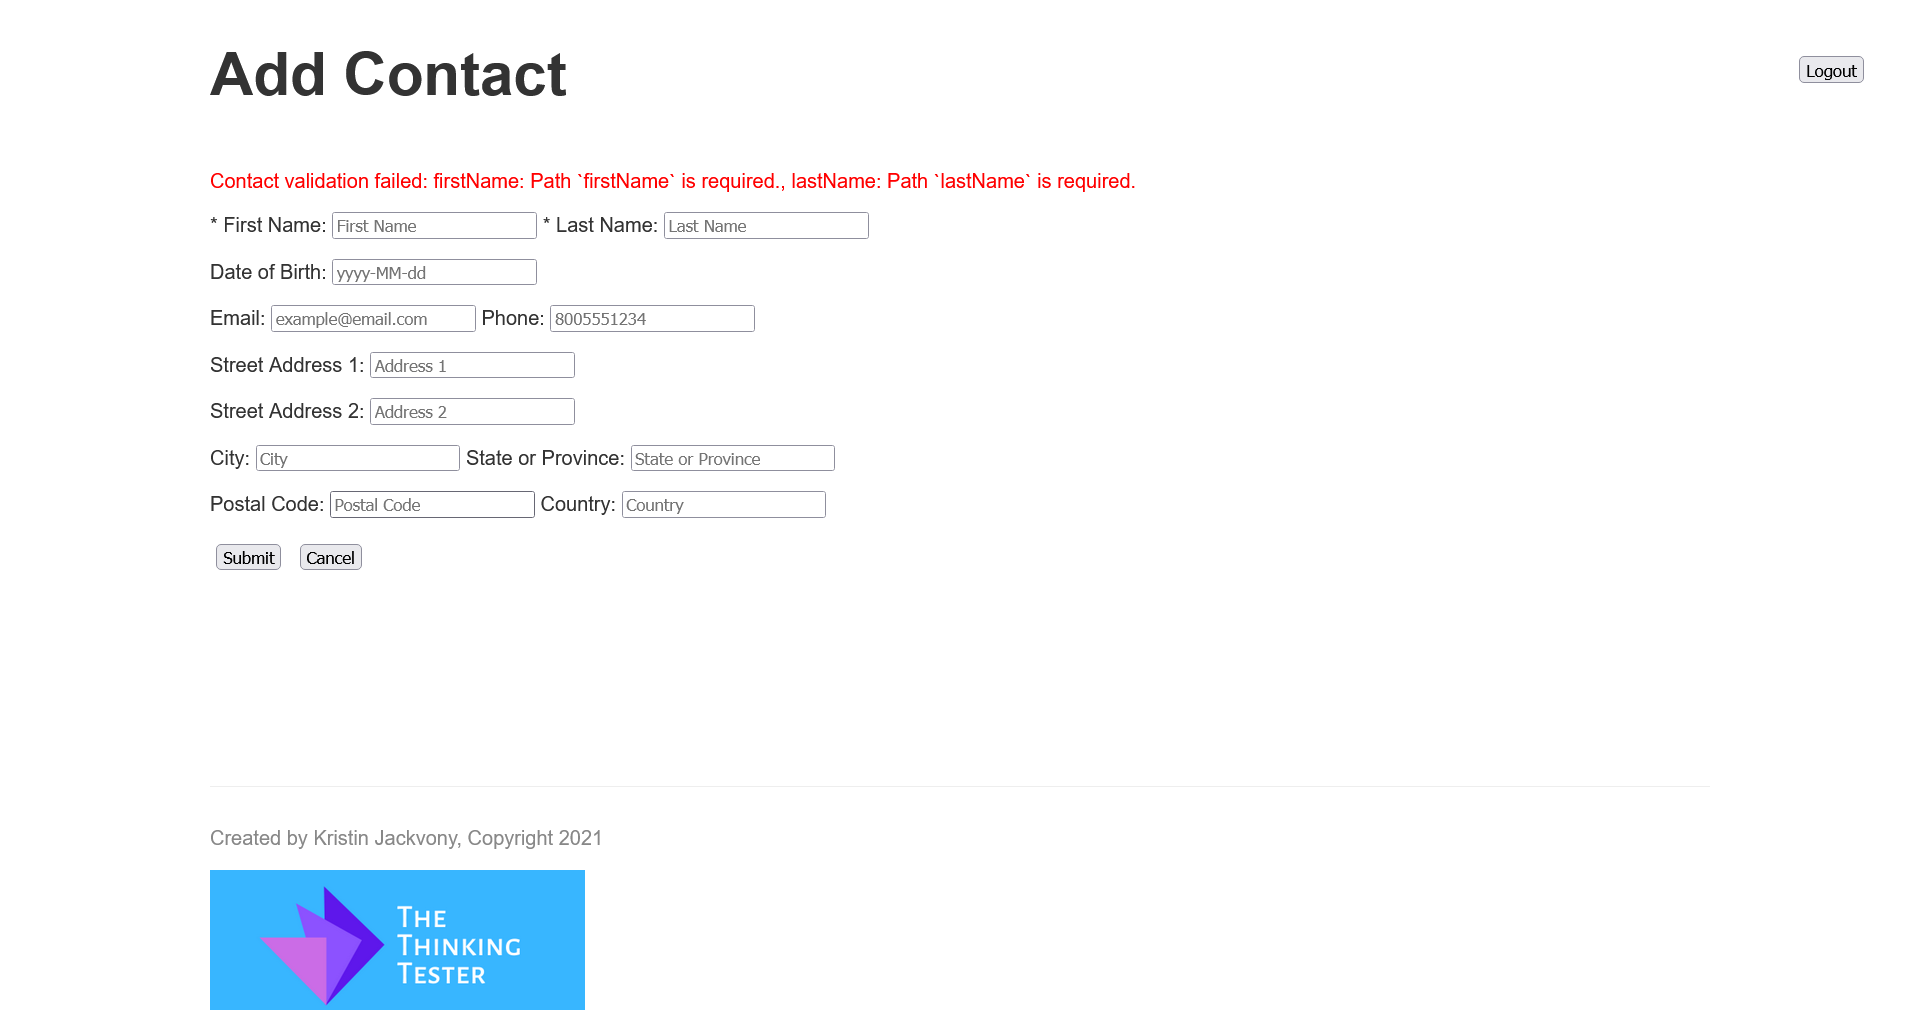 Add Contact
Logout
Contact validation failed: firstName: Path `firstName` is required., lastName: Path `lastName` is required.
* First Name: First Name * Last Name: Last Name
Date of Birth: yyyy-MM-dd
Email: example@email.com Phone: 8005551234
Street Address 1: Address 1
Street Address 2: Address 2
City: City State or Province: State or Province
Postal Code: Postal Code Country: Country
Submit Cancel
Created by Kristin Jackvony, Copyright 2021
THE
THINKING
TESTER